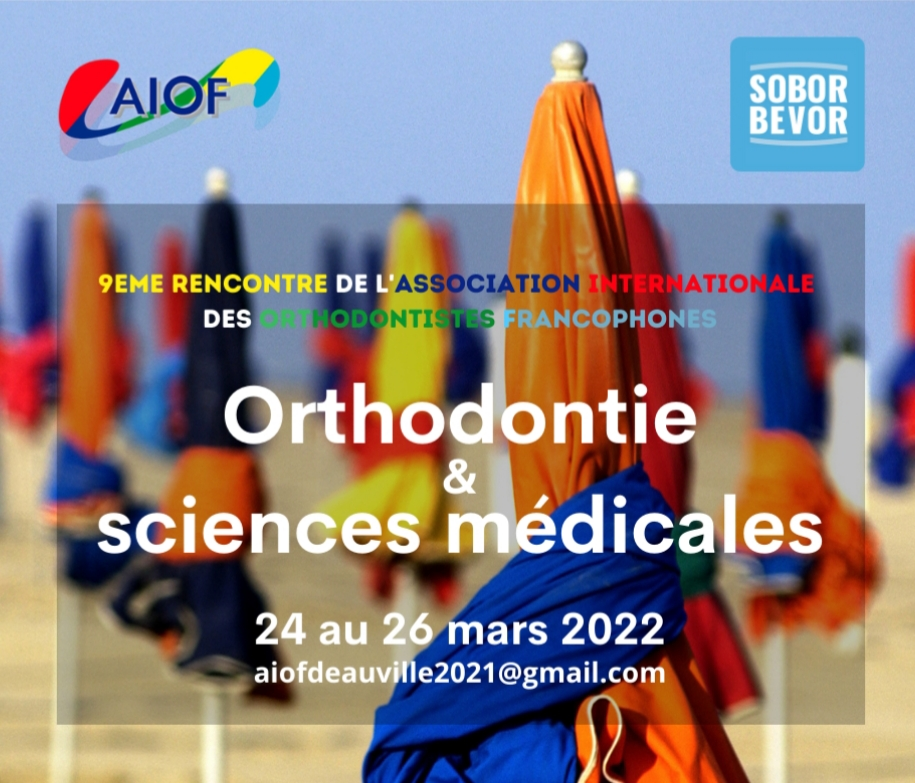 AIOF
SOBOR
BEVOR
9EME RENCONTRE DE L'ASSOCIATION INTERNATIONALE
DES ORTHODONTISTES FRANCOPHONES
Orthodontie
&
sciences médicales
24 au 26 mars 2022
aiofdeauville2021@gmail.com